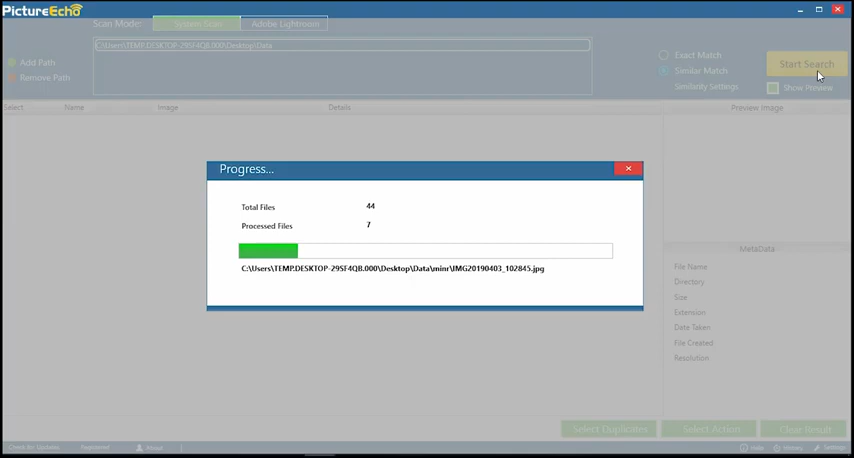 PictureEcho
Scan Mode:
System Scan
Adobe Lightroom
C:\Users\TEMP.DESKTOP-29SF4QB.000\Desktop\Data
Add Path
Remove Path
Exact Match
Similar Match
Similarity Settings
Start Search
Show Preview
Select
Name
Image
Details
Preview Image
Progress...
Total Files
44
Processed Files
7
C:\Users\TEMP.DESKTOP-29SF4QB.000\Desktop\Data\minr\IMG20190403_102845.jpg
MetaData
File Name
Directory
Size
Extension
Date Taken
File Created
Resolution
Select Duplicates
Select Action
Clear Result
Check for Updates
Registered
About
Help
History
Settings